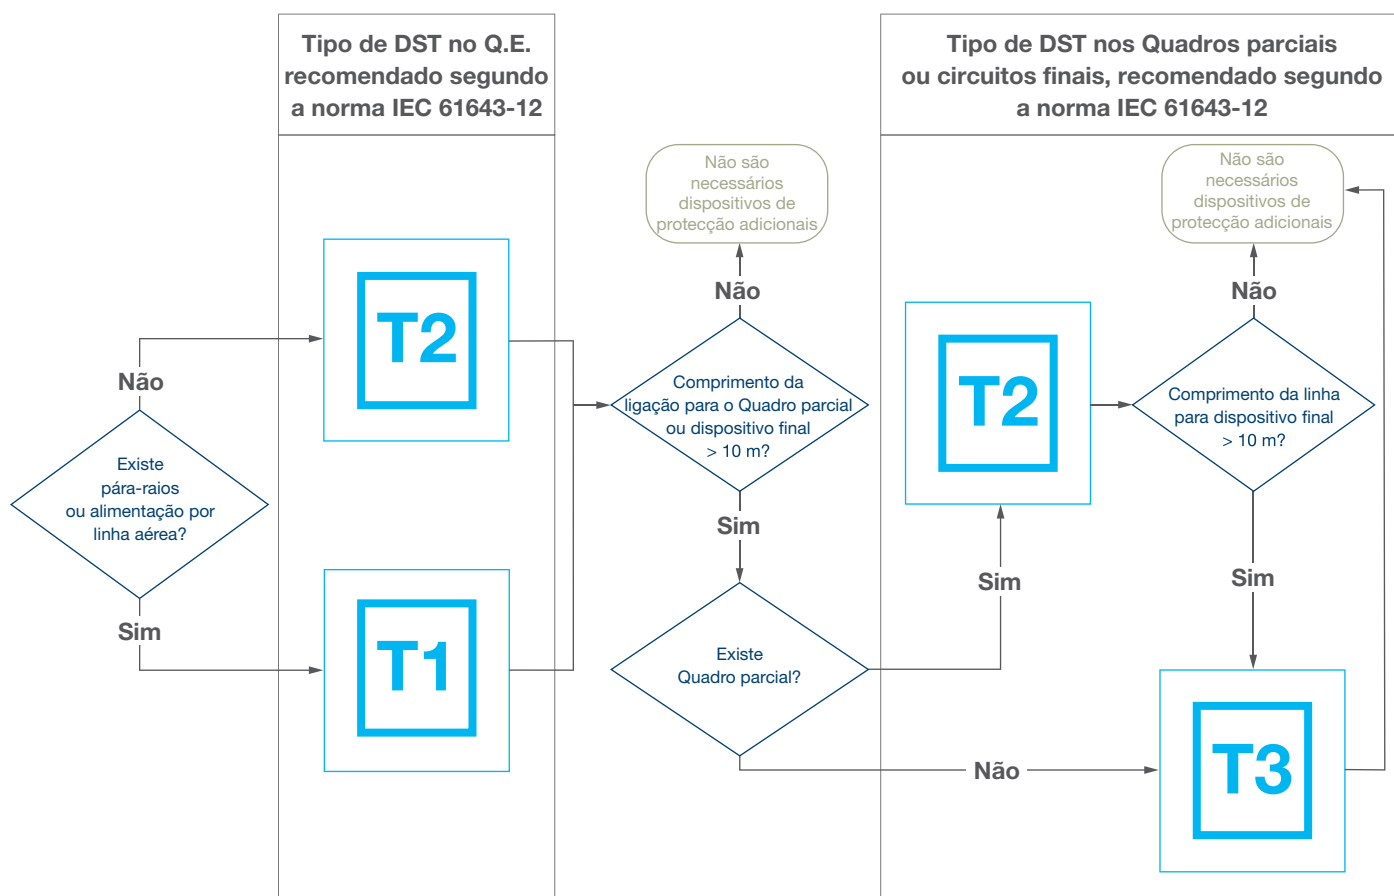 Tipo de DST no Q.E.
recomendado segundo
a norma IEC 61643-12
Tipo de DST nos Quadros parciais
ou circuitos finais, recomendado segundo
a norma IEC 61643-12
Não são
necessários
dispositivos de
protecção adicionais
Não são
necessários
dispositivos de
protecção adicionais
Não
Não
T2
T2
Não
Comprimento da
ligação para o Quadro parcial
ou dispositivo final
> 10 m?
Comprimento da linha
para dispositivo final
> 10 m?
Existe
pára-raios
ou alimentação por
linha aérea?
Sim
Sim
Sim
Sim
T1
Existe
Quadro parcial?
Não
T3